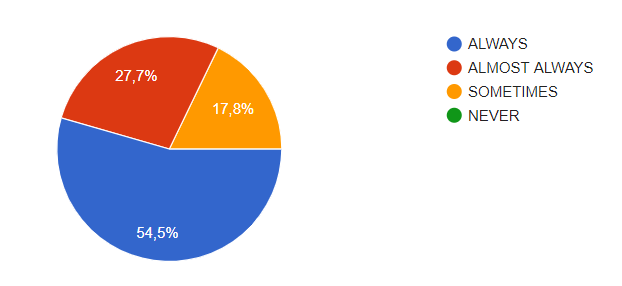 ALWAYS
ALMOST ALWAYS
SOMETIMES
NEVER
27,7%
17,8%
54,5%